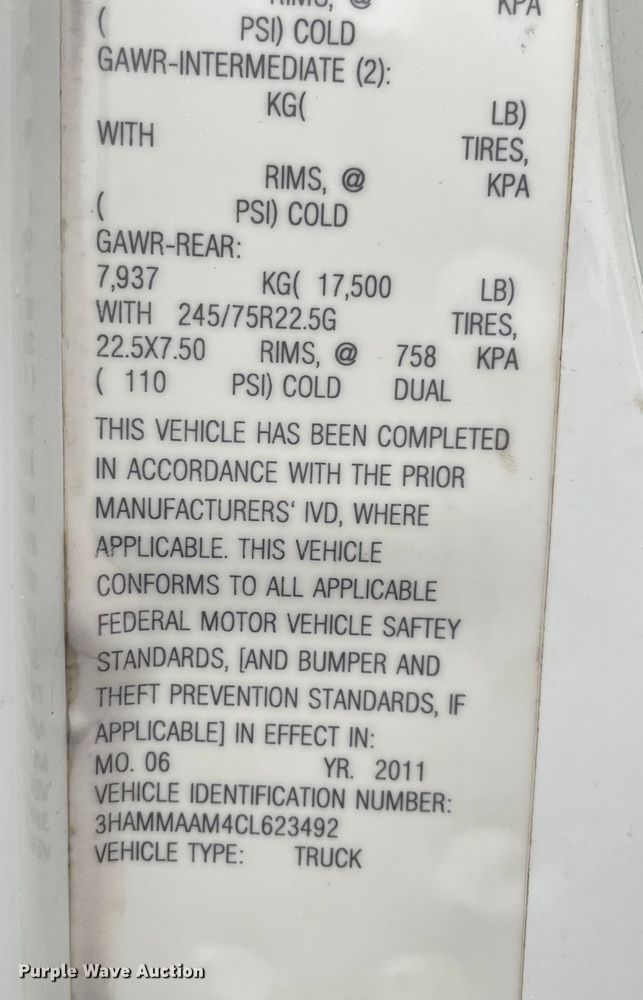 RIMS, @ KPA
( PSI) COLD
GAWR-INTERMEDIATE (2):
KG( LB)
WITH TIRES,
RIMS, @ KPA
( PSI) COLD
GAWR-REAR:
7,937 KG( 17,500 LB)
WITH 245/75R22.5G TIRES,
22.5X7.50 RIMS, @ 758 KPA
( 110 PSI) COLD DUAL
THIS VEHICLE HAS BEEN COMPLETED
IN ACCORDANCE WITH THE PRIOR
MANUFACTURERS' IVD, WHERE
APPLICABLE. THIS VEHICLE
CONFORMS TO ALL APPLICABLE
FEDERAL MOTOR VEHICLE SAFTEY
STANDARDS, [AND BUMPER AND
THEFT PREVENTION STANDARDS, IF
APPLICABLE] IN EFFECT IN:
MO. 06 YR. 2011
VEHICLE IDENTIFICATION NUMBER:
3HAMMAAM4CL623492
VEHICLE TYPE: TRUCK
Purple Wave Auction